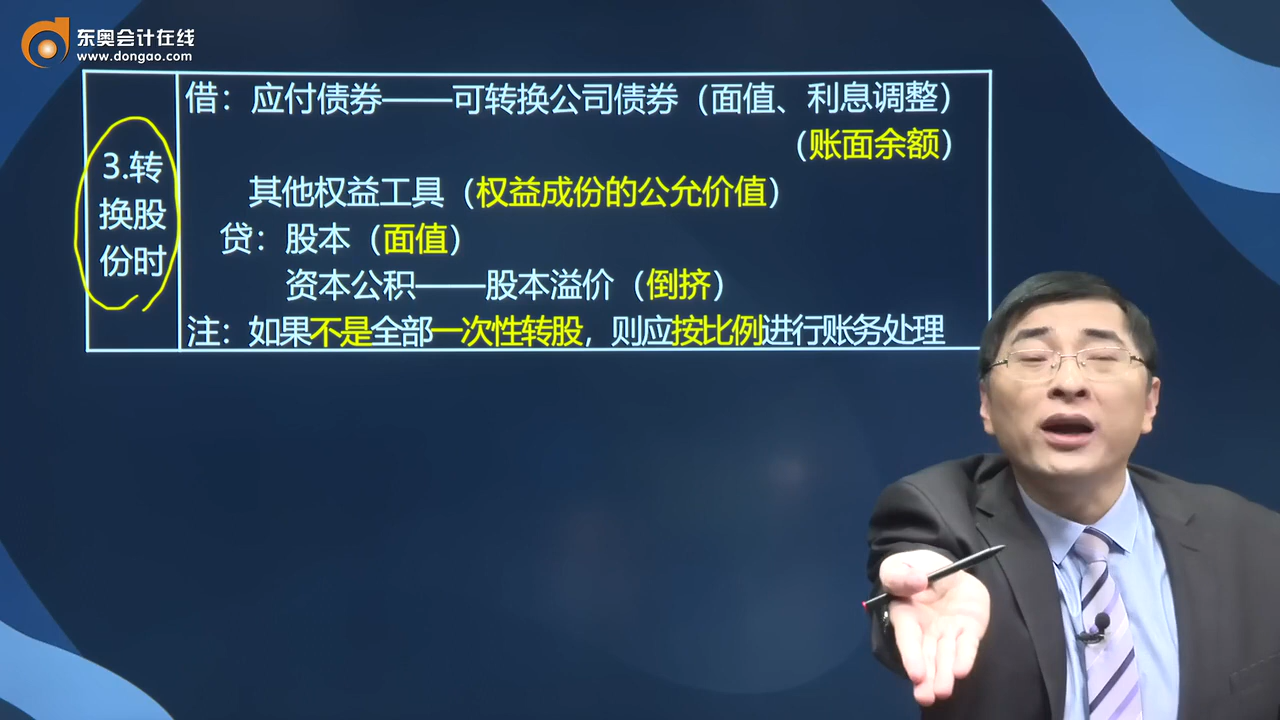 东奥会计在线
www.dongao.com
借：应付债券——可转换公司债券（面值、利息调整）
（账面余额）
3.转换股份时
其他权益工具（权益成份的公允价值）
贷：股本（面值）
资本公积——股本溢价（倒挤）
注：如果不是全部一次性转股，则应按比例进行账务处理